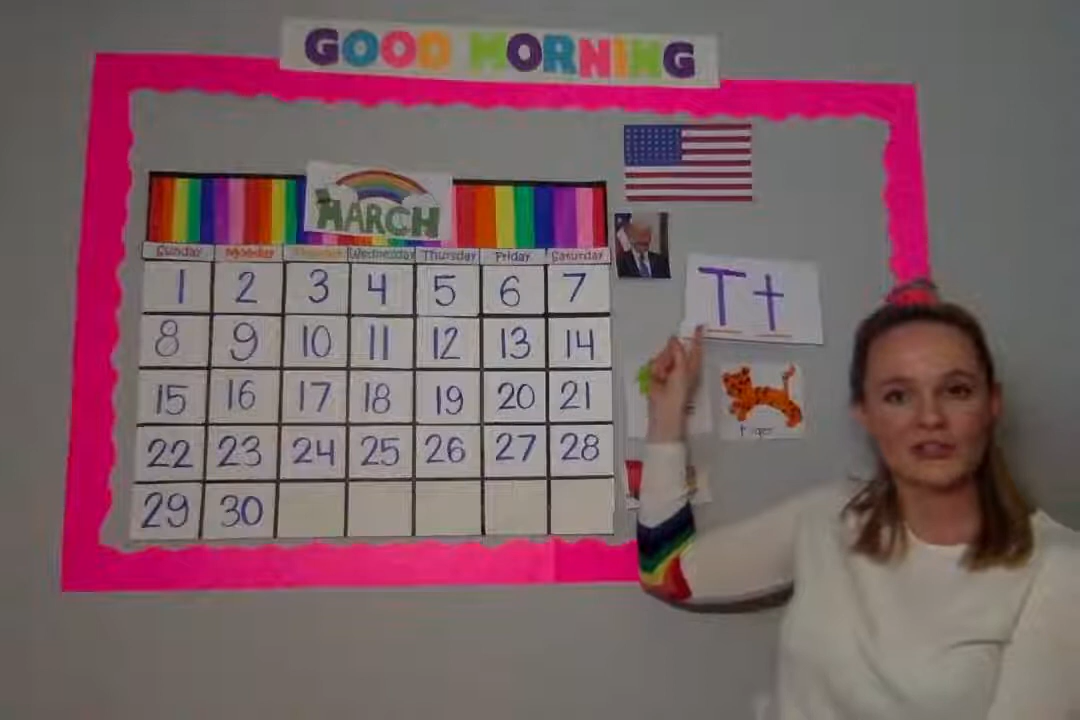 GOOD MORNING
MARCH
Sunday Monday Tuesday Wednesday Thursday Friday Saturday
1 2 3 4 5 6 7
8 9 10 11 12 13 14
15 16 17 18 19 20 21
22 23 24 25 26 27 28
29 30
T t
tiger